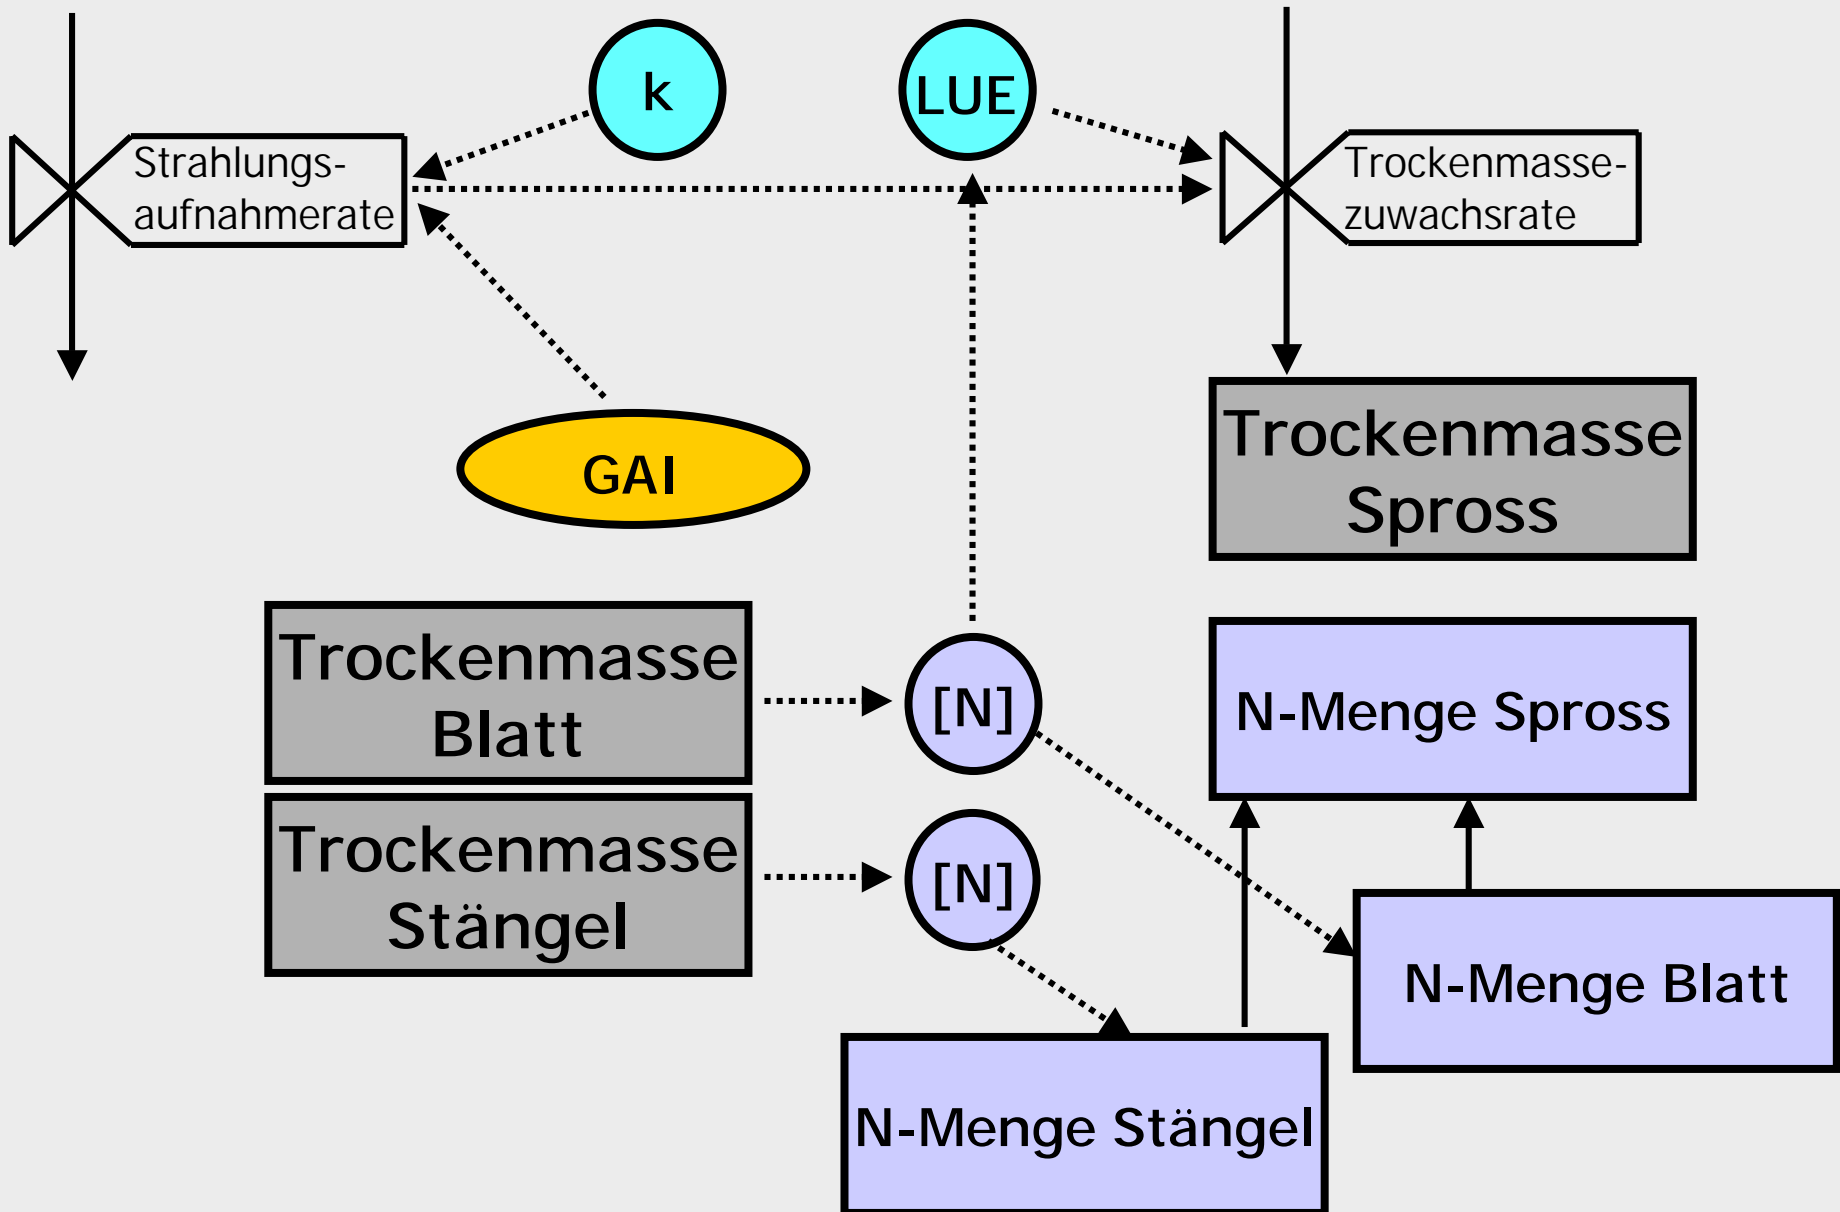 k
LUE
Strahlungs-
aufnahmerate
Trockenmasse-
zuwachsrate
GAI
Trockenmasse
Spross
Trockenmasse
Blatt
[N]
N-Menge Spross
Trockenmasse
Stängel
[N]
N-Menge Blatt
N-Menge Stängel